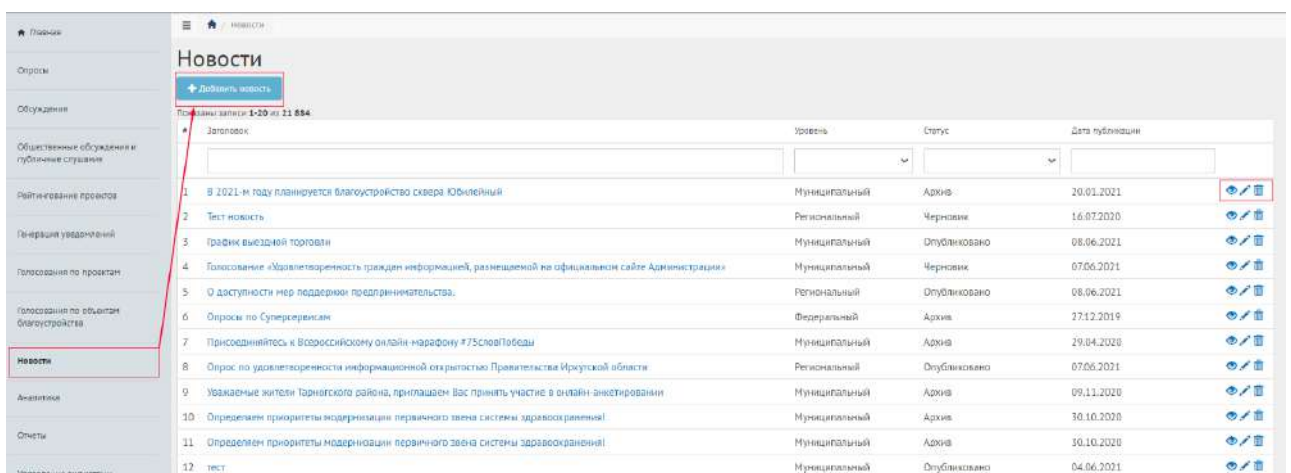 Главная
Опросы
Обсуждения
Общественные обсуждения и
публичные слушания
Рейтингование проектов
Генерация уведомлений
Голосования по проектам
Голосования по объектам
благоустройства
Новости
Аналитика
Отчеты
/ Новости
Новости
+ Добавить новость
Показаны записи 1-20 из 21 884
# Заголовок Уровень Статус Дата публикации
1 В 2021-м году планируется благоустройство сквера Юбилейный Муниципальный Архив 20.01.2021
2 Тест новость Региональный Черновик 16.07.2020
3 График выездной торговли Муниципальный Опубликовано 08.06.2021
4 Голосование «Удовлетворенность граждан информацией, размещаемой на официальном сайте Администрации» Муниципальный Черновик 07.06.2021
5 О доступности мер поддержки предпринимательства. Региональный Опубликовано 08.06.2021
6 Опросы по Суперсервисам Федеральный Архив 27.12.2019
7 Присоединяйтесь к Всероссийскому онлайн-марафону #75словПобеды Муниципальный Архив 29.04.2020
8 Опрос по удовлетворенности информационной открытостью Правительства Иркутской области Региональный Опубликовано 07.06.2021
9 Уважаемые жители Тарногского района, приглашаем Вас принять участие в онлайн-анкетировании Муниципальный Архив 09.11.2020
10 Определяем приоритеты модернизации первичного звена системы здравоохранения! Муниципальный Архив 30.10.2020
11 Определяем приоритеты модернизации первичного звена системы здравоохранения! Муниципальный Архив 30.10.2020
12 тест Муниципальный Опубликовано 04.06.2021